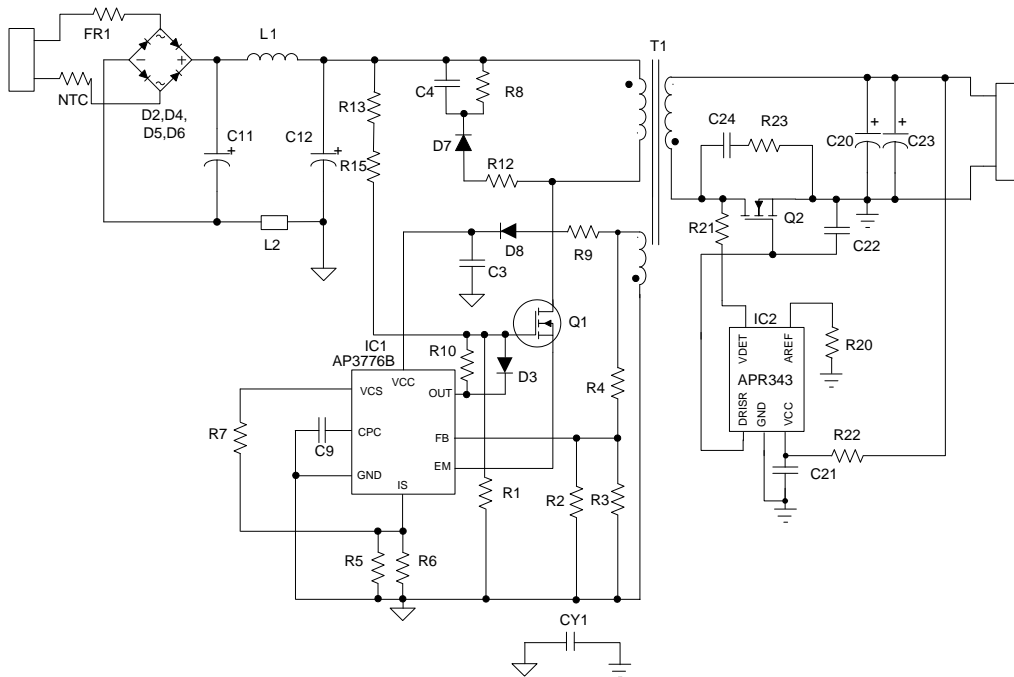 FR1
NTC
D2,D4,
D5,D6
−
+
~
~
L1
C11
+
C12
+
L2
R13
R15
C4
R8
D7
R12
T1
C24
R23
C20
+
C23
+
R21
Q2
C22
D8
R9
C3
Q1
IC1
AP3776B
R10
D3
R4
VCS
VCC
OUT
CPC
FB
GND
EM
IS
R7
C9
R1
R2
R3
R5
R6
IC2
VDET
AREF
APR343
DRISR
GND
VCC
R20
R22
C21
CY1